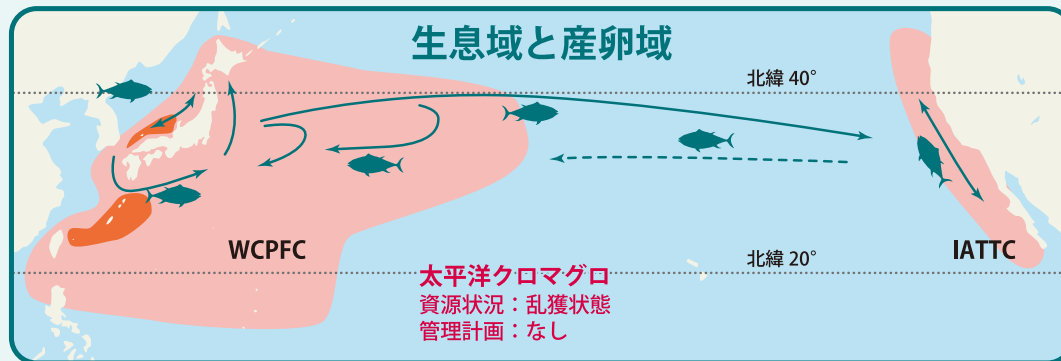 生息域と産卵域
北緯 40°
WCPFC
IATTC
北緯 20°
太平洋クロマグロ
資源状況：乱獲状態
管理計画：なし